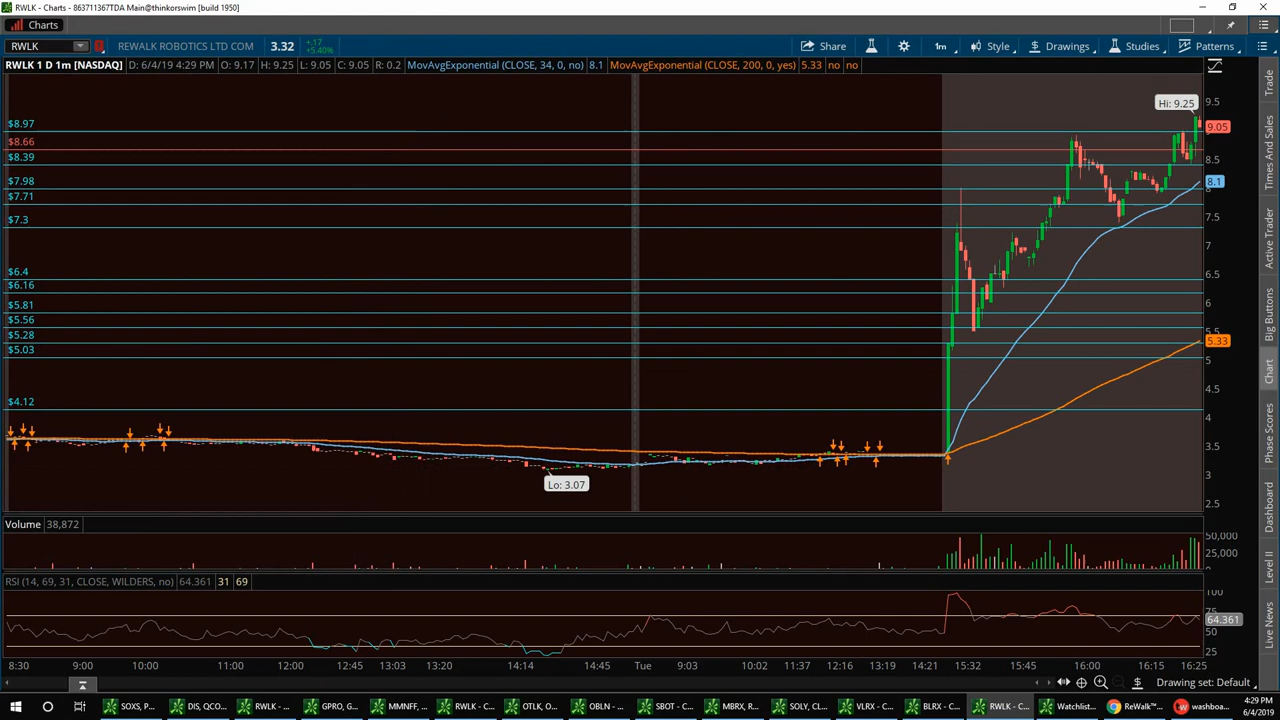 RWLK - Charts - 863711367TDA Main@thinkorswim [build 1950]
Charts
RWLK REWALK ROBOTICS LTD COM 3.32 +.17 +5.40% Share 1m Style Drawings Studies Patterns
RWLK 1 D 1m [NASDAQ] D: 6/4/19 4:29 PM O: 9.17 H: 9.25 L: 9.05 C: 9.05 R: 0.2 MovAvgExponential (CLOSE, 34, 0, no) 8.1 MovAvgExponential (CLOSE, 200, 0, yes) 5.33 no no
Hi: 9.25
$8.97
$8.66
$8.39
$7.98
$7.71
$7.3
$6.4
$6.16
$5.81
$5.56
$5.28
$5.03
$4.12
Lo: 3.07
9.5
9.05
8.5
8.1
8
7.5
7
6.5
6
5.5
5.33
5
4.5
4
3.5
3
2.5
Volume 38,872
50,000
25,000
0
RSI (14, 69, 31, CLOSE, WILDERS, no) 64.361 31 69
100
75
64.361
50
25
8:30 9:00 10:00 11:00 12:00 12:45 13:03 13:20 14:14 14:45 Tue 9:03 10:02 11:37 12:16 13:19 14:21 15:32 15:45 16:00 16:15 16:25
Drawing set: Default
Trade
Times And Sales
Active Trader
Big Buttons
Chart
Phase Scores
Dashboard
Level II
Live News
SOXS, P... DIS, QCO... RWLK - ... GPRO, G... MMNFF, ... RWLK - C... OTLK, O... OBLN - ... SBOT - C... MBRX, R... SOLY, CL... VLRX - C... BLRX - C... RWLK - C... Watchlist... ReWalk™... washboa...
4:29 PM
6/4/2019